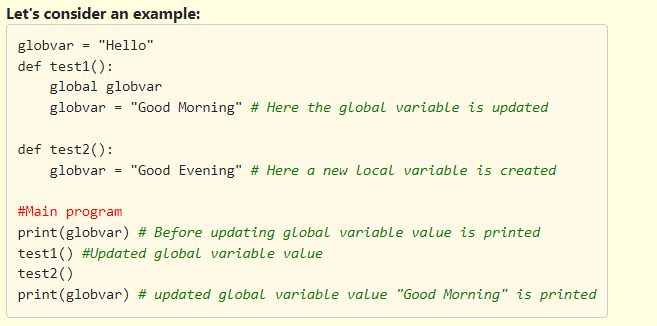 Let's consider an example:
globvar = "Hello"
def test1():
    global globvar
    globvar = "Good Morning" # Here the global variable is updated

def test2():
    globvar = "Good Evening" # Here a new local variable is created

#Main program
print(globvar) # Before updating global variable value is printed
test1() #Updated global variable value
test2()
print(globvar) # updated global variable value "Good Morning" is printed